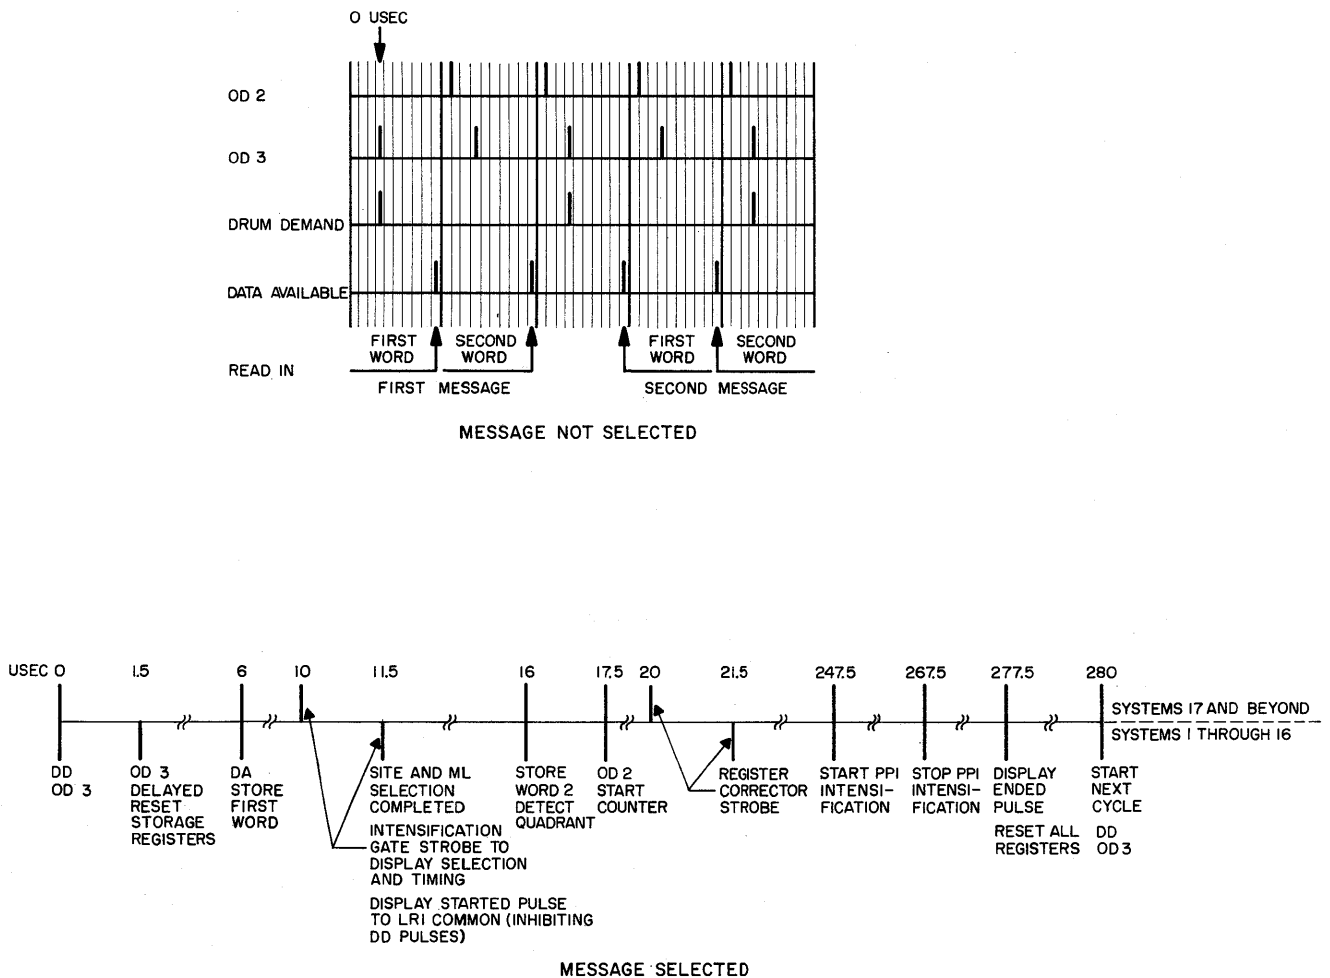 0 USEC
OD 2
OD 3
DRUM DEMAND
DATA AVAILABLE
FIRST WORD
SECOND WORD
FIRST WORD
SECOND WORD
READ IN
FIRST MESSAGE
SECOND MESSAGE
MESSAGE NOT SELECTED
USEC 0 1.5 6 10 11.5 16 17.5 20 21.5 247.5 267.5 277.5 280
SYSTEMS 17 AND BEYOND
SYSTEMS 1 THROUGH 16
DD
OD 3
OD 3
DELAYED
RESET
STORAGE
REGISTERS
DA
STORE
FIRST
WORD
SITE AND ML
SELECTION
COMPLETED
INTENSIFICATION
GATE STROBE TO
DISPLAY SELECTION
AND TIMING
DISPLAY STARTED PULSE
TO LRI COMMON (INHIBITING
DD PULSES)
STORE
WORD 2
DETECT
QUADRANT
OD 2
START
COUNTER
REGISTER
CORRECTOR
STROBE
START PPI
INTENSI-
FICATION
STOP PPI
INTENSI-
FICATION
DISPLAY
ENDED
PULSE
RESET ALL
REGISTERS
START
NEXT
CYCLE
DD
OD 3
MESSAGE SELECTED